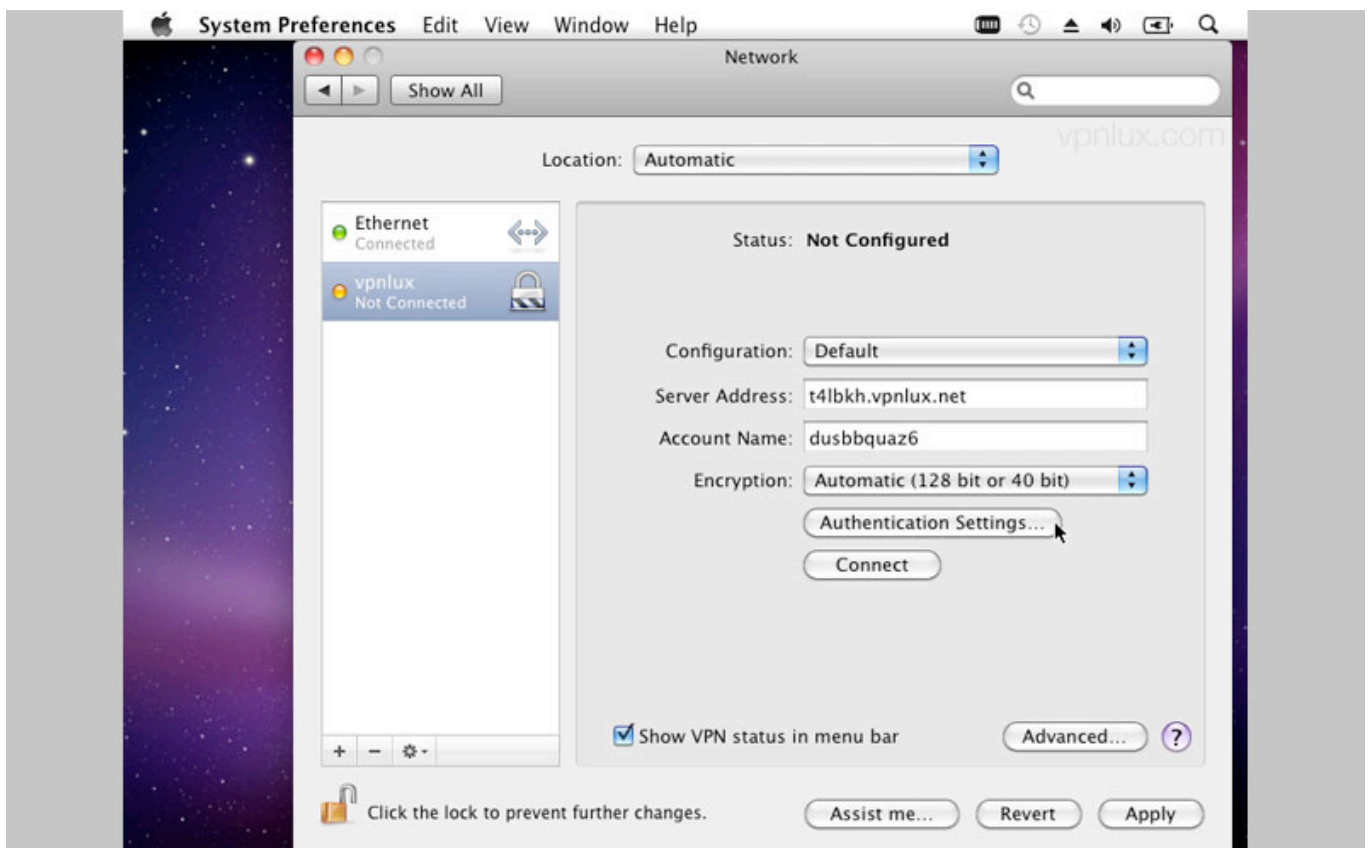 System Preferences Edit View Window Help
Network
Show All
vpnlux.com
Location: Automatic
Ethernet
Connected
vpnlux
Not Connected
Status: Not Configured
Configuration: Default
Server Address: t4lbkh.vpnlux.net
Account Name: dusbbquaz6
Encryption: Automatic (128 bit or 40 bit)
Authentication Settings...
Connect
Show VPN status in menu bar
Advanced... ?
Click the lock to prevent further changes.
Assist me... Revert Apply